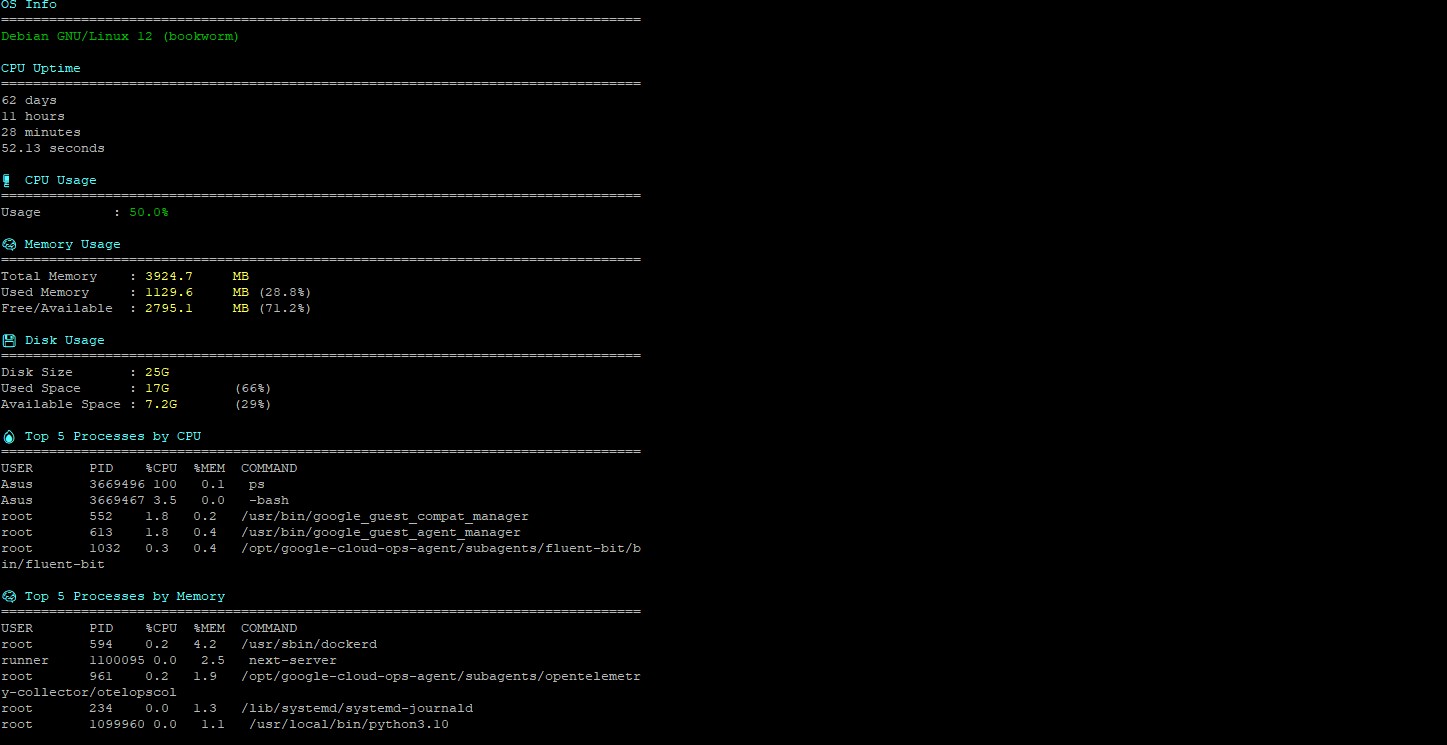 OS Info
================================================================================
Debian GNU/Linux 12 (bookworm)
CPU Uptime
================================================================================
62 days
11 hours
28 minutes
52.13 seconds
CPU Usage
================================================================================
Usage         : 50.0%
Memory Usage
================================================================================
Total Memory    : 3924.7     MB
Used Memory     : 1129.6     MB (28.8%)
Free/Available  : 2795.1     MB (71.2%)
Disk Usage
================================================================================
Disk Size       : 25G
Used Space      : 17G        (66%)
Available Space : 7.2G       (29%)
Top 5 Processes by CPU
================================================================================
USER       PID    %CPU  %MEM  COMMAND
Asus       3669496 100   0.1   ps
Asus       3669467 3.5   0.0   -bash
root       552    1.8   0.2   /usr/bin/google_guest_compat_manager
root       613    1.8   0.4   /usr/bin/google_guest_agent_manager
root       1032   0.3   0.4   /opt/google-cloud-ops-agent/subagents/fluent-bit/b
in/fluent-bit
Top 5 Processes by Memory
================================================================================
USER       PID    %CPU  %MEM  COMMAND
root       594    0.2   4.2   /usr/sbin/dockerd
runner     1100095 0.0   2.5   next-server
root       961    0.2   1.9   /opt/google-cloud-ops-agent/subagents/opentelemetr
y-collector/otelopscol
root       234    0.0   1.3   /lib/systemd/systemd-journald
root       1099960 0.0   1.1   /usr/local/bin/python3.10